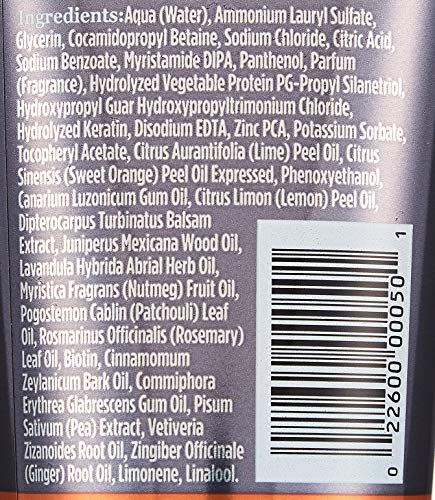 Ingredients: Aqua (Water), Ammonium Lauryl Sulfate,
Glycerin, Cocamidopropyl Betaine, Sodium Chloride, Citric Acid,
Sodium Benzoate, Myristamide DIPA, Panthenol, Parfum
(Fragrance), Hydrolyzed Vegetable Protein PG-Propyl Silanetriol,
Hydroxypropyl Guar Hydroxypropyltrimonium Chloride,
Hydrolyzed Keratin, Disodium EDTA, Zinc PCA, Potassium Sorbate,
Tocopheryl Acetate, Citrus Aurantifolia (Lime) Peel Oil, Citrus
Sinensis (Sweet Orange) Peel Oil Expressed, Phenoxyethanol,
Canarium Luzonicum Gum Oil, Citrus Limon (Lemon) Peel Oil,
Dipterocarpus Turbinatus Balsam
Extract, Juniperus Mexicana Wood Oil,
Lavandula Hybrida Abrial Herb Oil,
Myristica Fragrans (Nutmeg) Fruit Oil,
Pogostemon Cablin (Patchouli) Leaf
Oil, Rosmarinus Officinalis (Rosemary)
Leaf Oil, Biotin, Cinnamomum
Zeylanicum Bark Oil, Commiphora
Erythrea Glabrescens Gum Oil, Pisum
Sativum (Pea) Extract, Vetiveria
Zizanoides Root Oil, Zingiber Officinale
(Ginger) Root Oil, Limonene, Linalool.
0 22600 00050 1